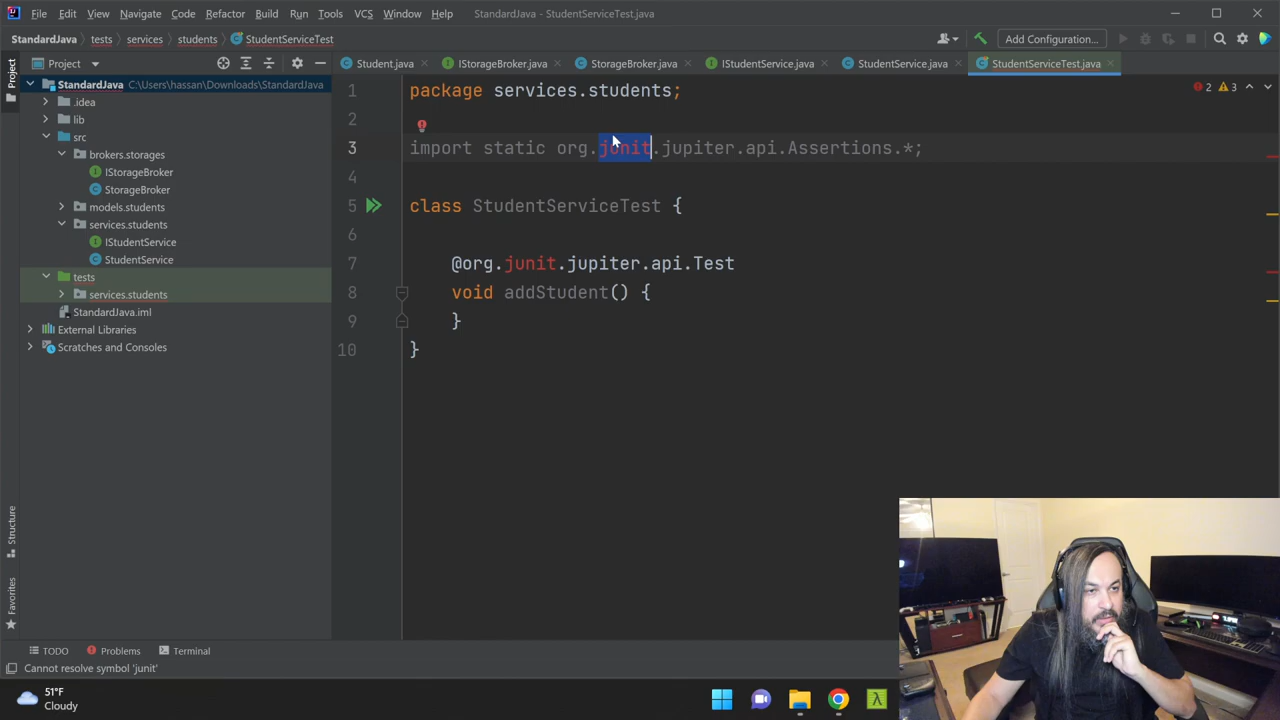 File Edit View Navigate Code Refactor Build Run Tools VCS Window Help StandardJava - StudentServiceTest.java
StandardJava tests services students StudentServiceTest Add Configuration...
Project Student.java IStorageBroker.java StorageBroker.java IStudentService.java StudentService.java StudentServiceTest.java
Project
StandardJava C:\Users\hassan\Downloads\StandardJava
.idea
lib
src
brokers.storages
IStorageBroker
StorageBroker
models.students
services.students
IStudentService
StudentService
tests
services.students
StandardJava.iml
External Libraries
Scratches and Consoles
2 3
1 package services.students;
2
3 import static org.junit.jupiter.api.Assertions.*;
4
5 class StudentServiceTest {
6
7 @org.junit.jupiter.api.Test
8 void addStudent() {
9 }
10 }
Structure
Favorites
TODO Problems Terminal
Cannot resolve symbol 'junit'
51°F
Cloudy